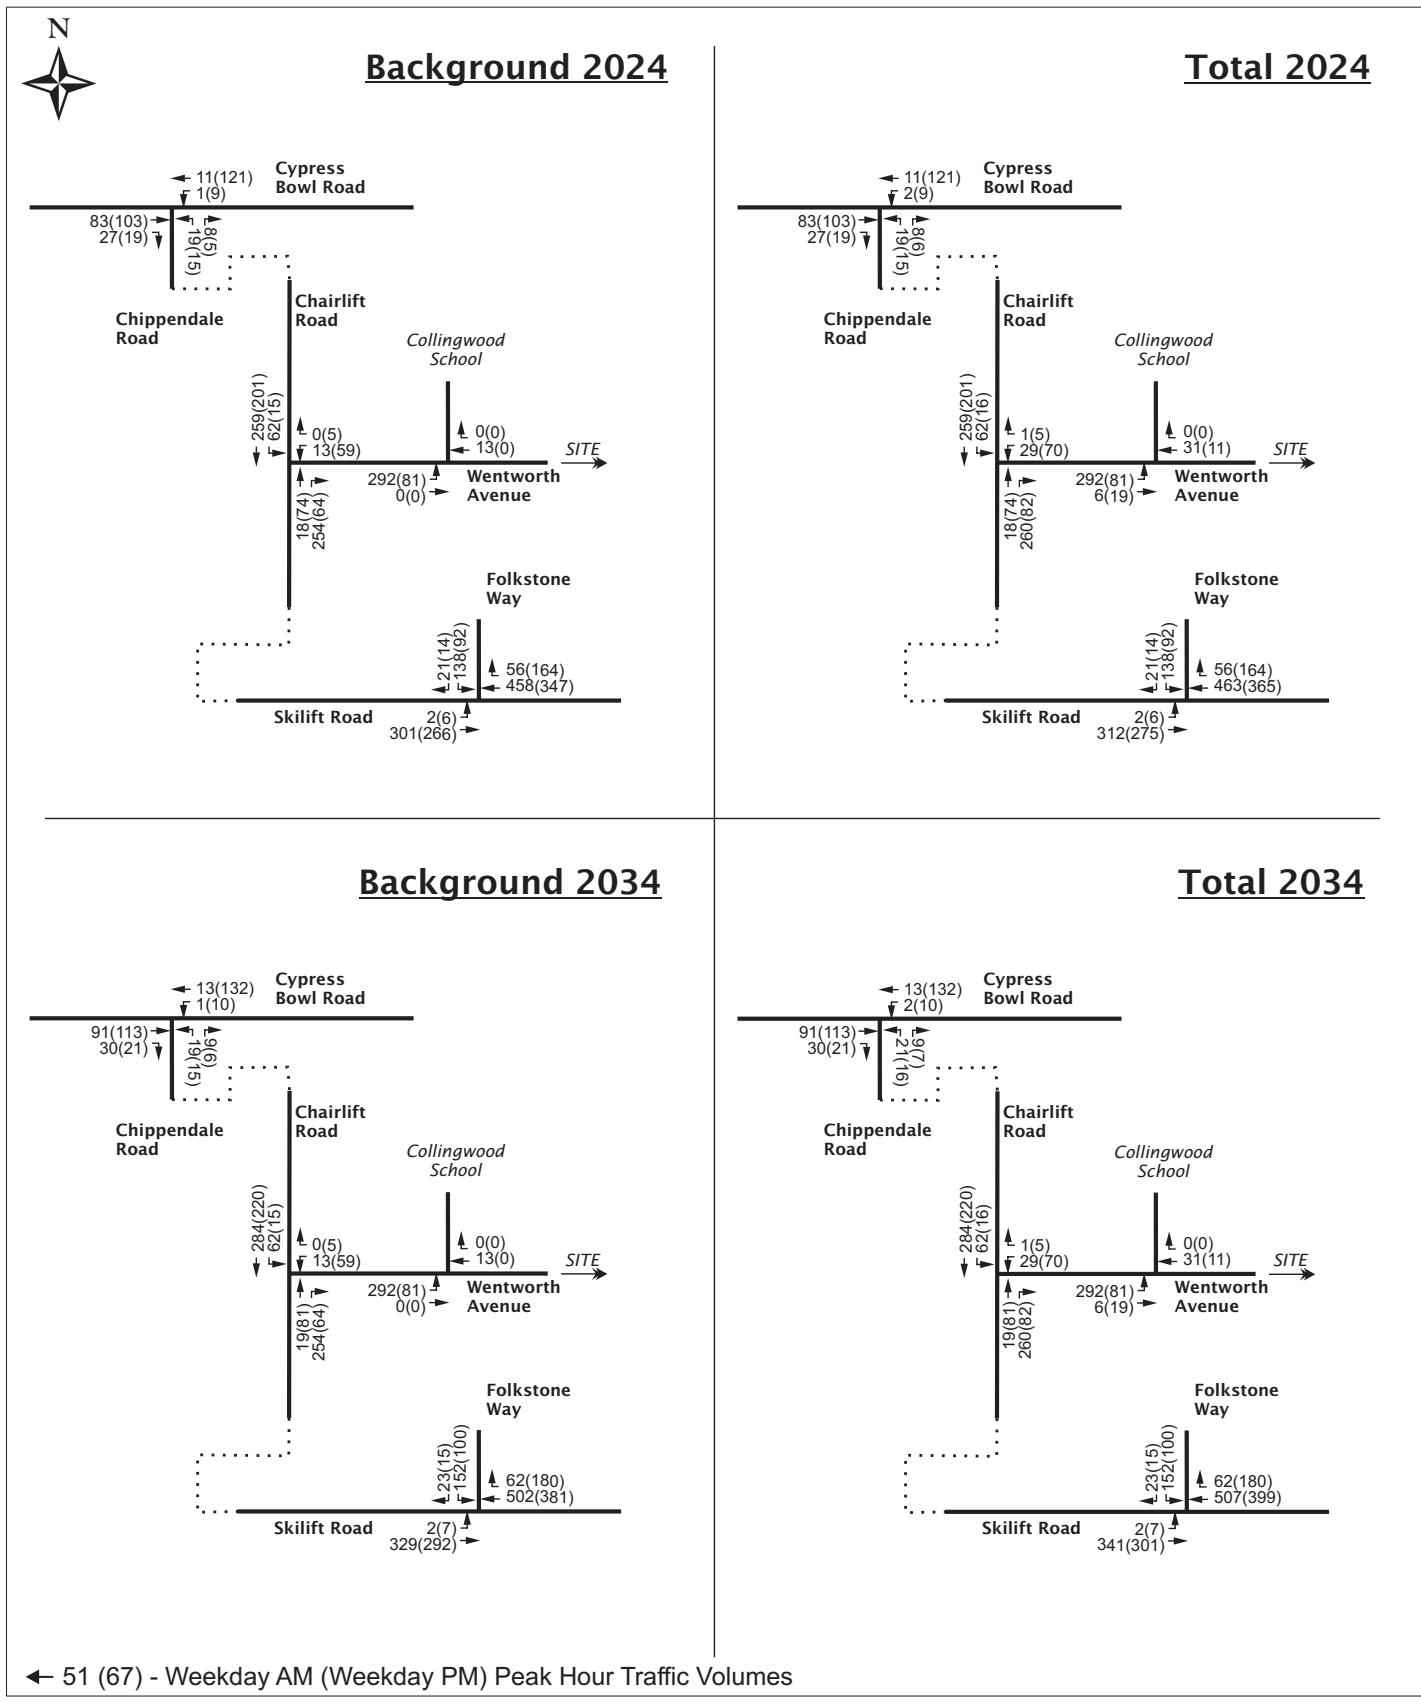 N
Background 2024
Cypress
Bowl Road
11(121)
1(9)
83(103)
27(19)
19(15)
8(5)
Chippendale
Road
Chairlift
Road
Collingwood
School
259(201)
62(15)
0(5)
13(59)
0(0)
13(0)
SITE
292(81)
0(0)
Wentworth
Avenue
18(74)
254(64)
Folkstone
Way
21(14)
138(92)
56(164)
458(347)
Skilift Road
2(6)
301(266)
Total 2024
Cypress
Bowl Road
11(121)
2(9)
83(103)
27(19)
19(15)
8(6)
Chippendale
Road
Chairlift
Road
Collingwood
School
259(201)
62(16)
1(5)
29(70)
0(0)
31(11)
SITE
292(81)
6(19)
Wentworth
Avenue
18(74)
260(82)
Folkstone
Way
21(14)
138(92)
56(164)
463(365)
Skilift Road
2(6)
312(275)
Background 2034
Cypress
Bowl Road
13(132)
1(10)
91(113)
30(21)
19(15)
9(6)
Chippendale
Road
Chairlift
Road
Collingwood
School
284(220)
62(15)
0(5)
13(59)
0(0)
13(0)
SITE
292(81)
0(0)
Wentworth
Avenue
19(81)
254(64)
Folkstone
Way
23(15)
152(100)
62(180)
502(381)
Skilift Road
2(7)
329(292)
Total 2034
Cypress
Bowl Road
13(132)
2(10)
91(113)
30(21)
21(16)
9(7)
Chippendale
Road
Chairlift
Road
Collingwood
School
284(220)
62(16)
1(5)
29(70)
0(0)
31(11)
SITE
292(81)
6(19)
Wentworth
Avenue
19(81)
260(82)
Folkstone
Way
23(15)
152(100)
62(180)
507(399)
Skilift Road
2(7)
341(301)
51 (67) - Weekday AM (Weekday PM) Peak Hour Traffic Volumes